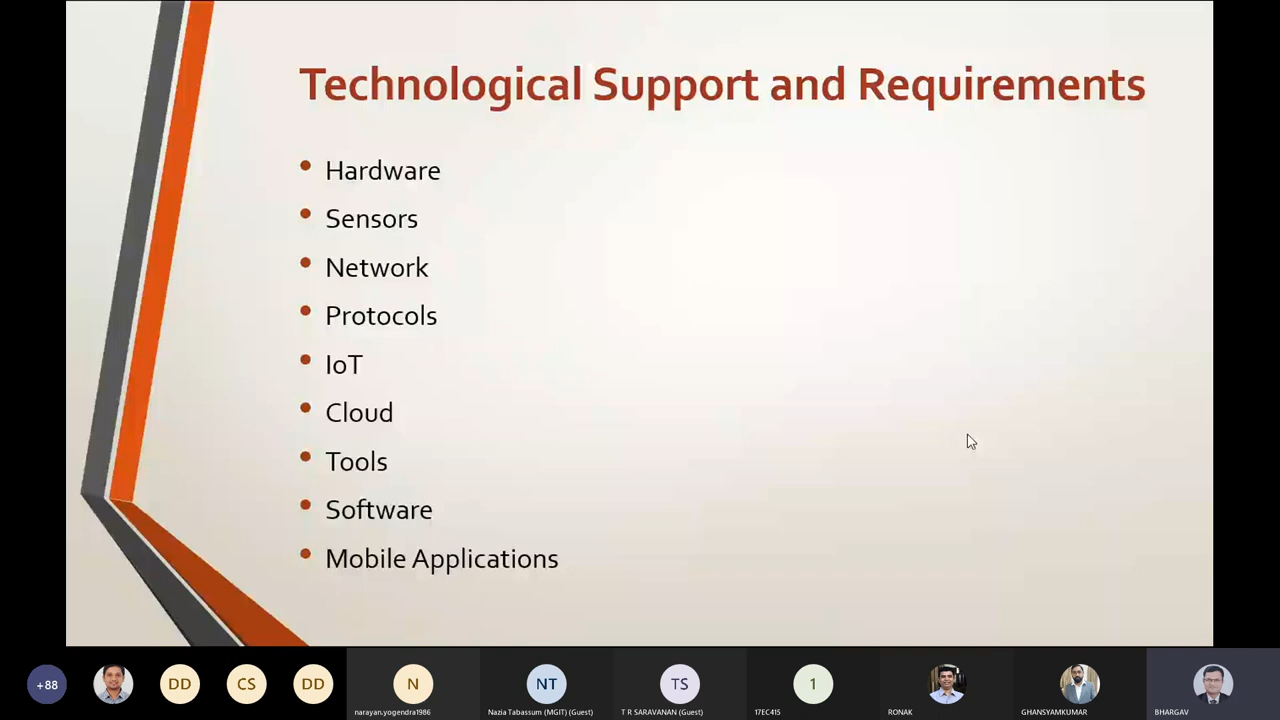 Technological Support and Requirements
• Hardware
• Sensors
• Network
• Protocols
• IoT
• Cloud
• Tools
• Software
• Mobile Applications
+88
DD
CS
DD
N
NT
TS
1
narayan.yogendra1986
Nazia Tabassum (MGIT) (Guest)
T R SARAVANAN (Guest)
17EC415
RONAK
GHANSYAMKUMAR
BHARGAV